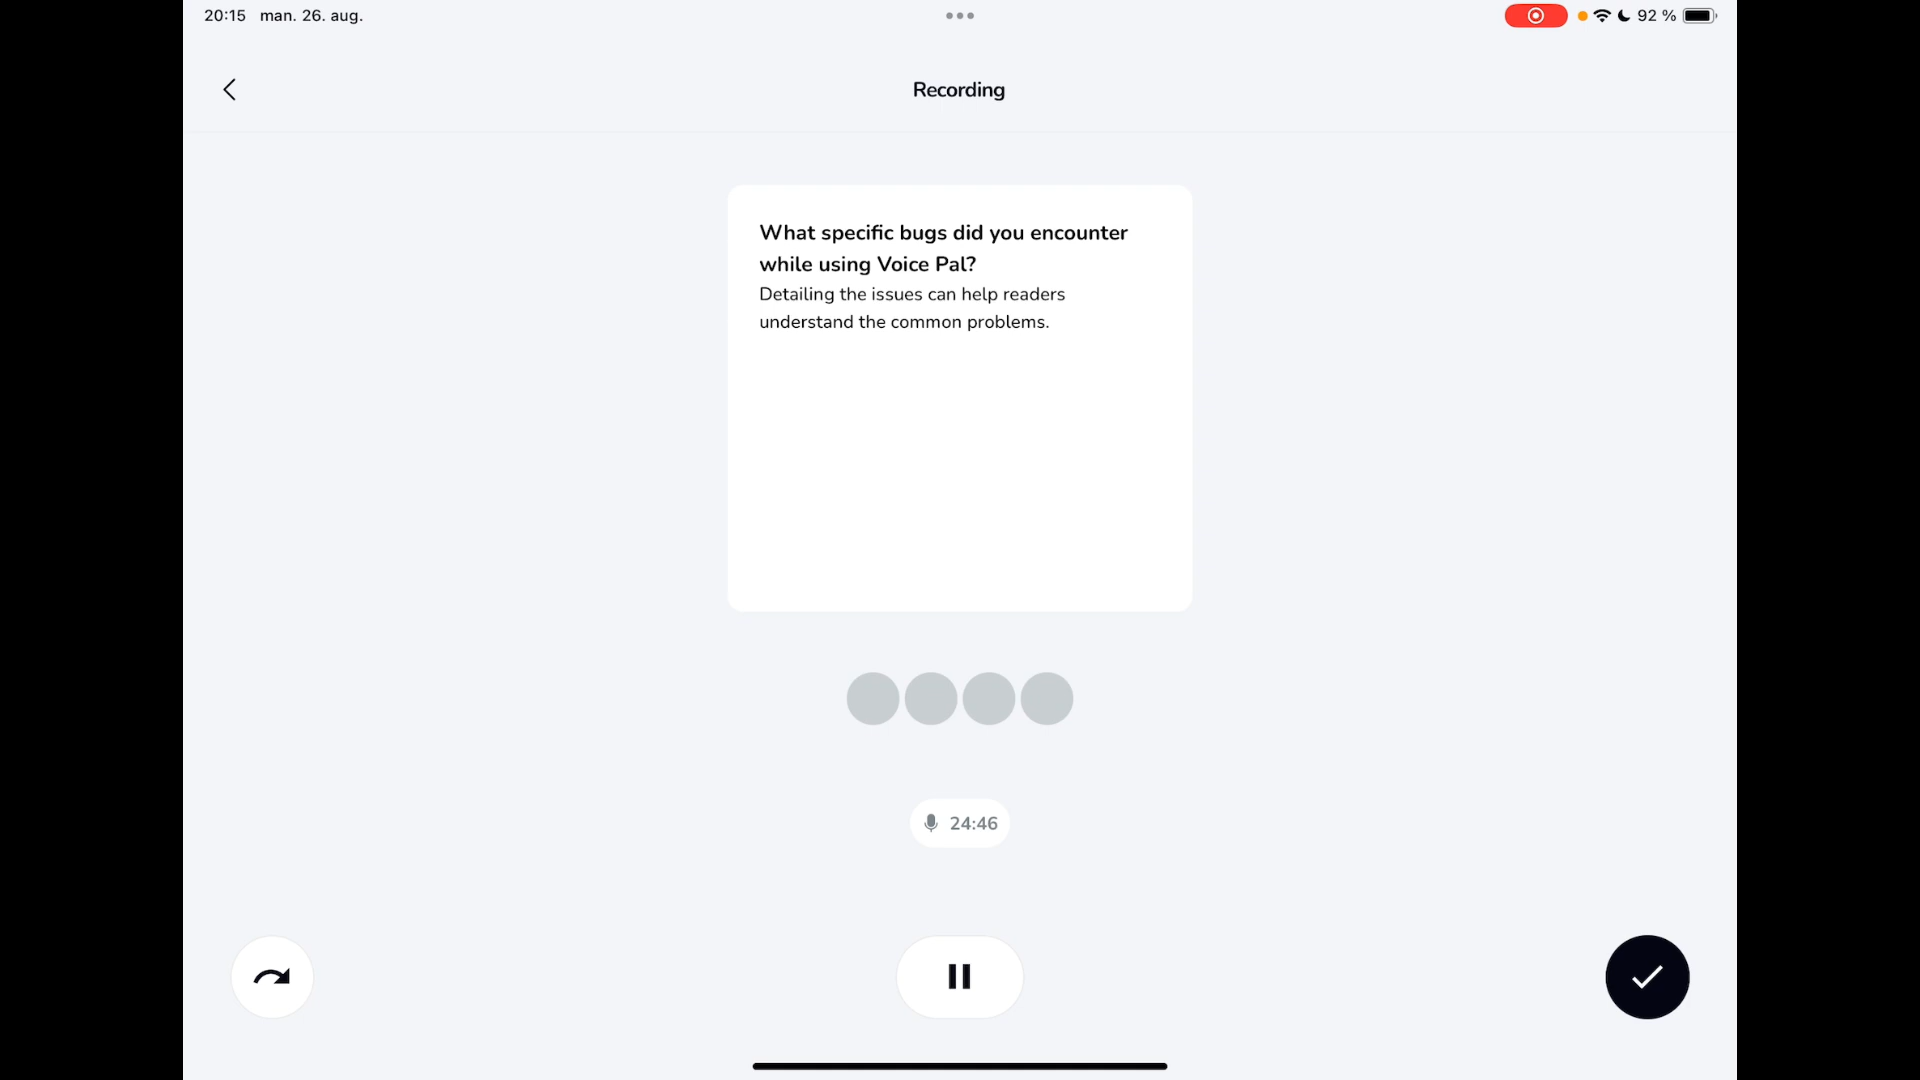 20:15 man. 26. aug.
92 %
Recording
What specific bugs did you encounter
while using Voice Pal?
Detailing the issues can help readers
understand the common problems.
24:46